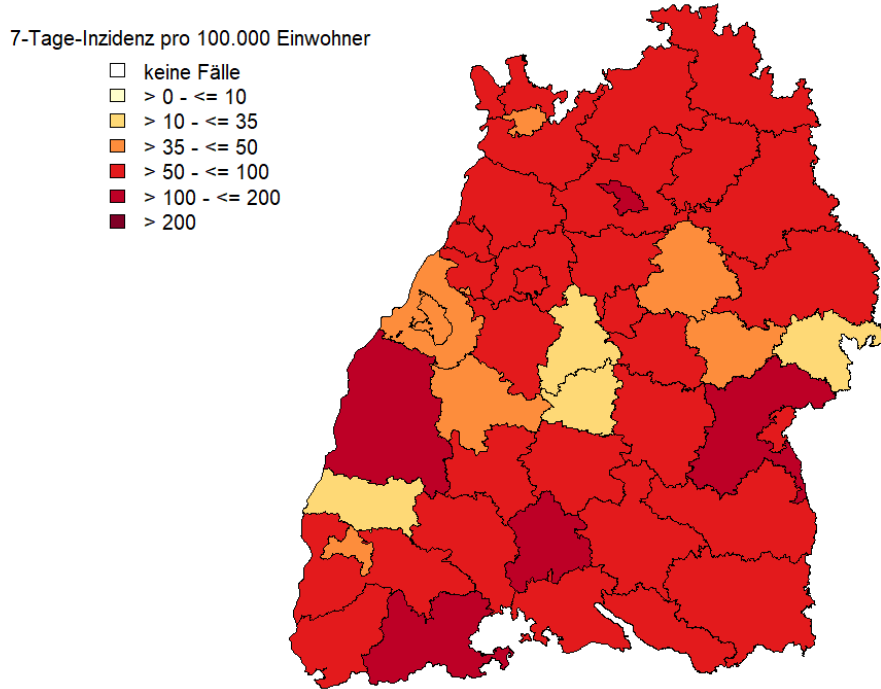 7-Tage-Inzidenz pro 100.000 Einwohner
keine Fälle
> 0 - <= 10
> 10 - <= 35
> 35 - <= 50
> 50 - <= 100
> 100 - <= 200
> 200